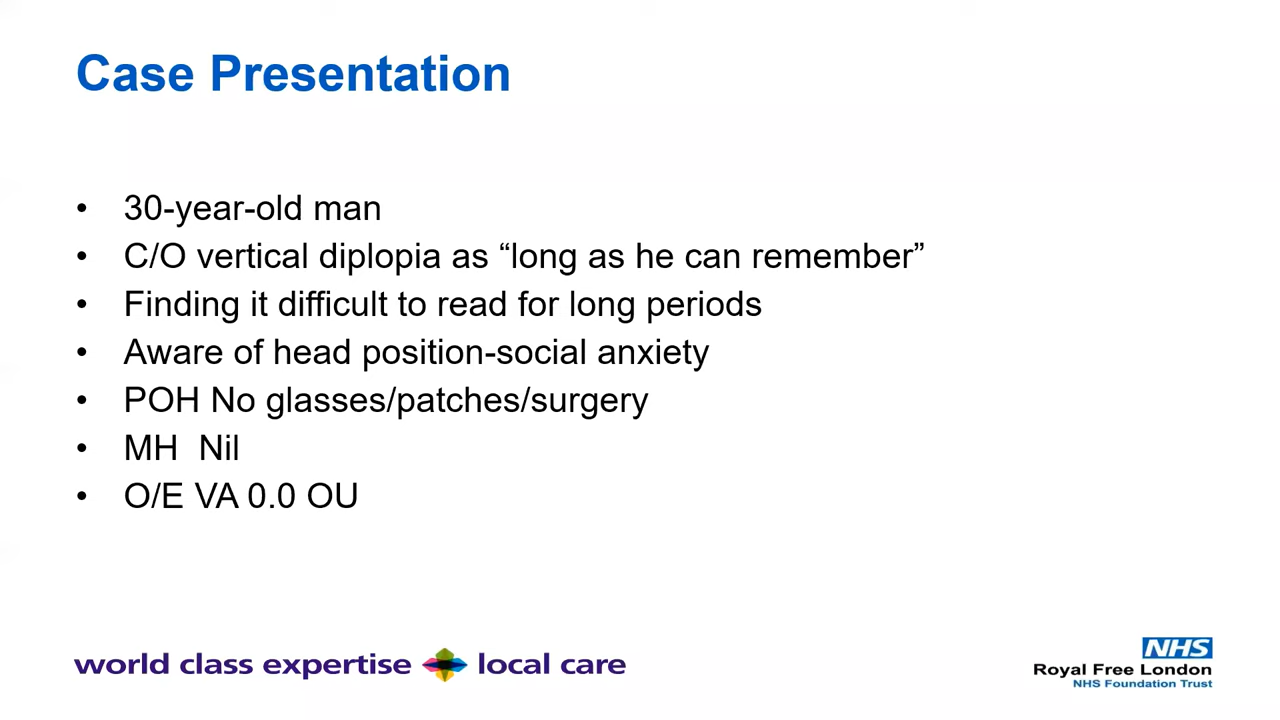 Case Presentation
• 30-year-old man
• C/O vertical diplopia as “long as he can remember”
• Finding it difficult to read for long periods
• Aware of head position-social anxiety
• POH No glasses/patches/surgery
• MH  Nil
• O/E VA 0.0 OU
world class expertise local care
NHS
Royal Free London
NHS Foundation Trust